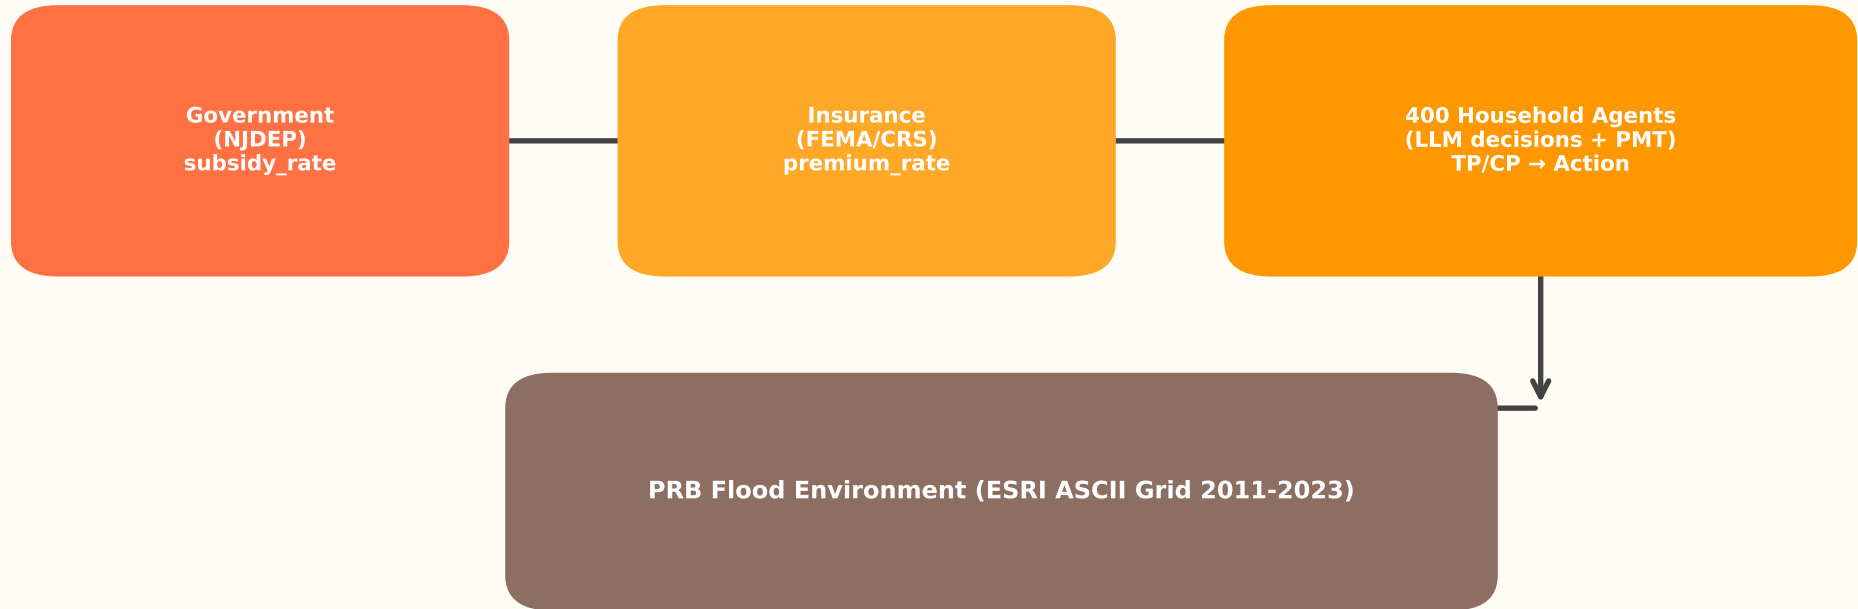 Government
(NJDEP)
subsidy_rate
Insurance
(FEMA/CRS)
premium_rate
400 Household Agents
(LLM decisions + PMT)
TP/CP → Action
PRB Flood Environment (ESRI ASCII Grid 2011-2023)